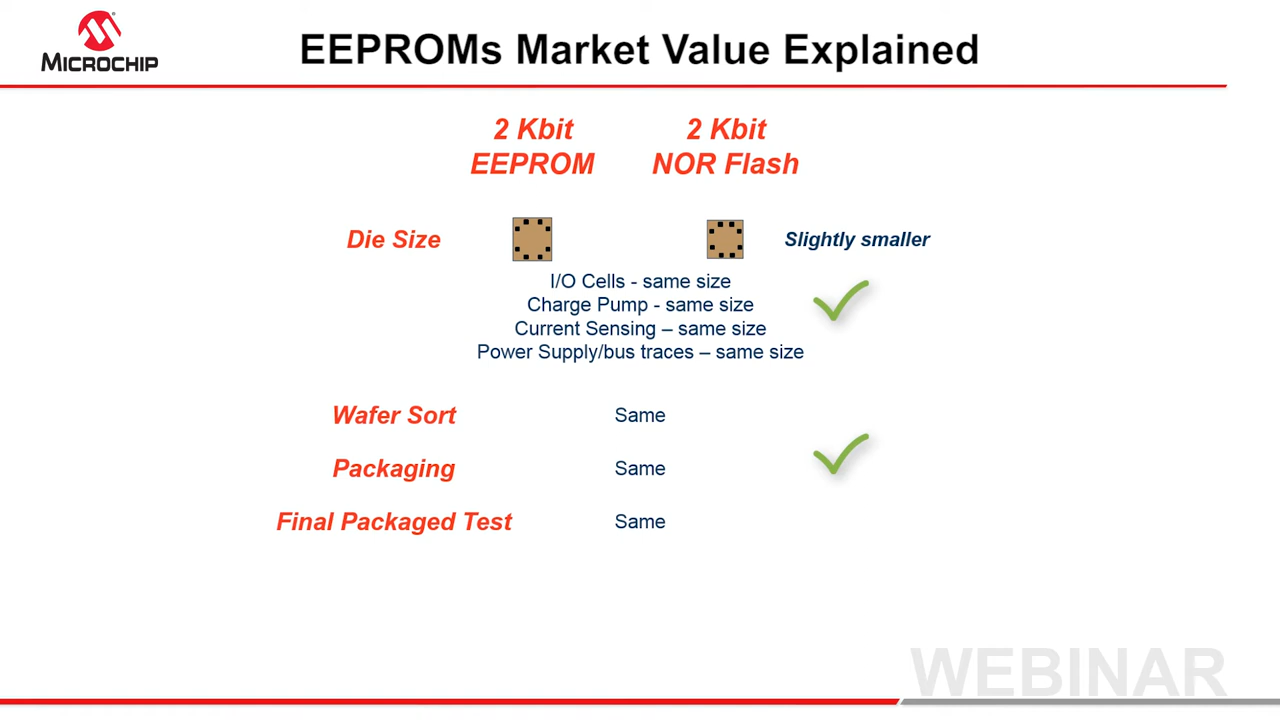 MICROCHIP
EEPROMs Market Value Explained
2 Kbit
EEPROM
2 Kbit
NOR Flash
Die Size
Slightly smaller
I/O Cells - same size
Charge Pump - same size
Current Sensing – same size
Power Supply/bus traces – same size
Wafer Sort
Same
Packaging
Same
Final Packaged Test
Same
WEBINAR